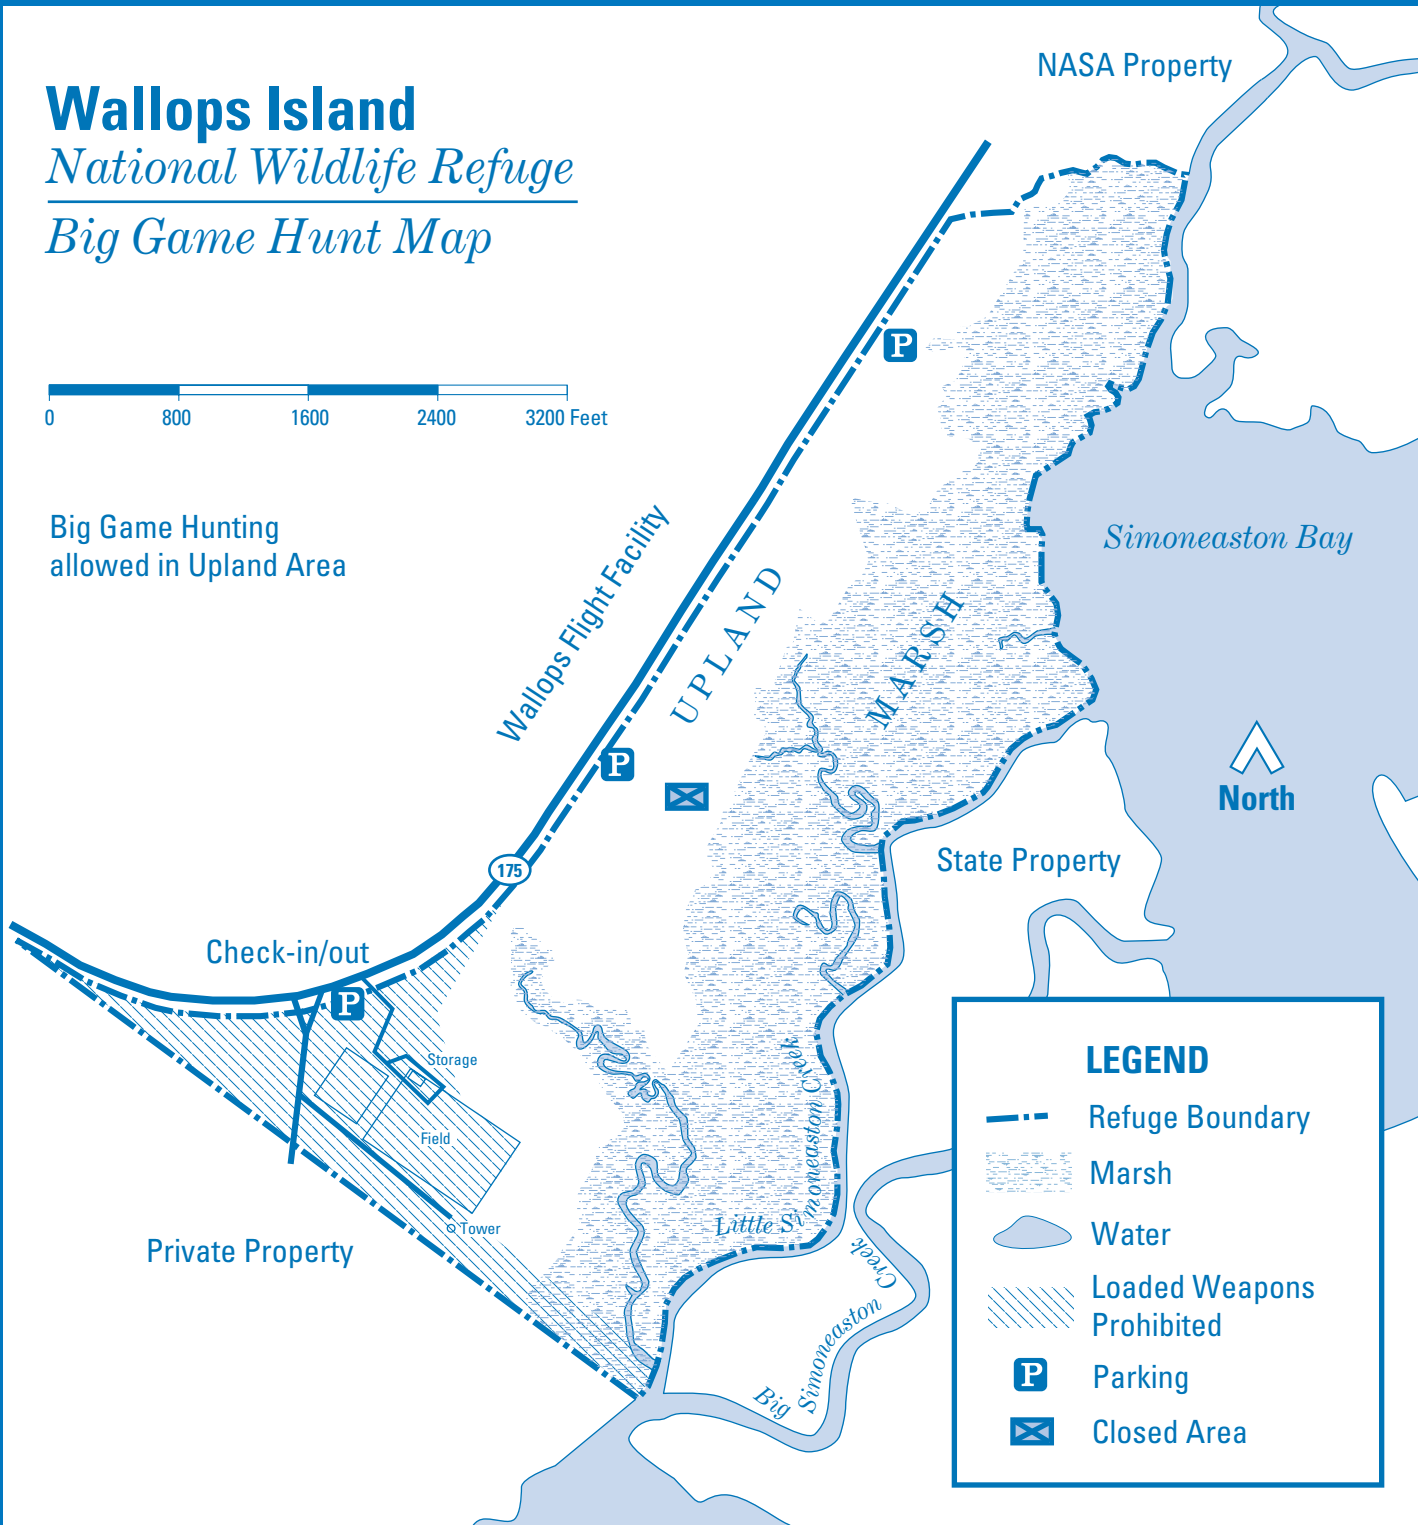 Wallops Island
National Wildlife Refuge
Big Game Hunt Map
NASA Property
0 800 1600 2400 3200 Feet
Big Game Hunting
allowed in Upland Area
Wallops Flight Facility
UPLAND
MARSH
Simoneaston Bay
P
P
North
State Property
175
Check-in/out
P
Storage
Field
Tower
Private Property
Little Simoneaston Creek
Big Simoneaston Creek
LEGEND
Refuge Boundary
Marsh
Water
Loaded Weapons
Prohibited
P Parking
Closed Area